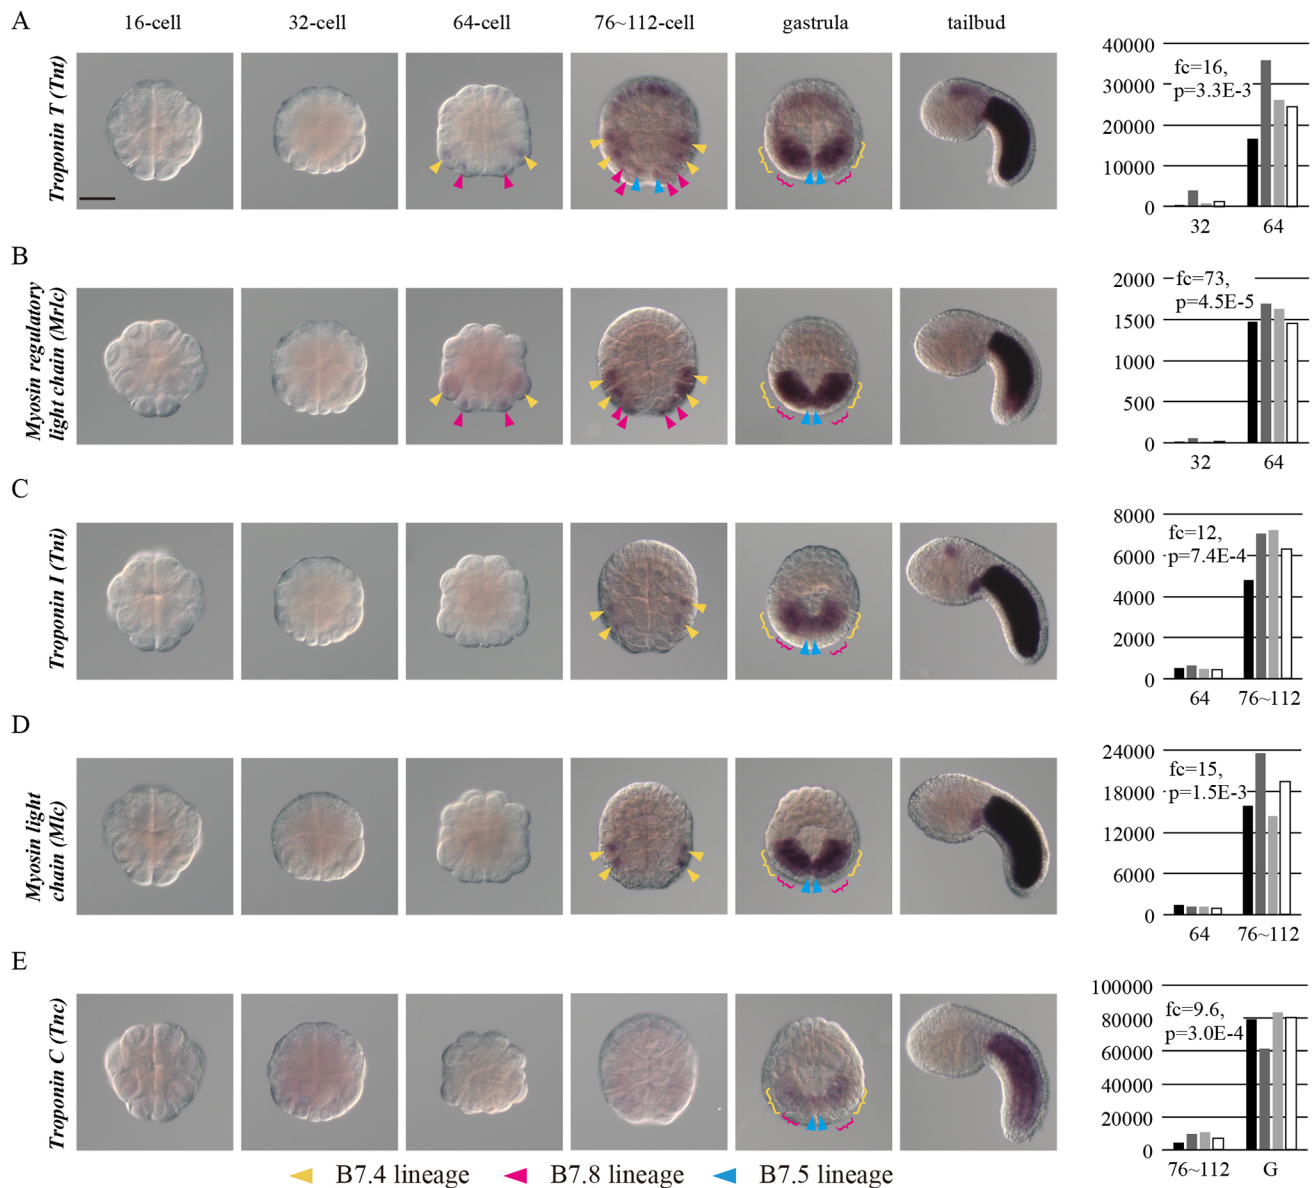 A
16-cell
32-cell
64-cell
76~112-cell
gastrula
tailbud
Troponin T (Tnt)
40000
30000
20000
10000
0
fc=16,
p=3.3E-3
32
64
B
Myosin regulatory
light chain (Mrlc)
2000
1500
1000
500
0
fc=73,
p=4.5E-5
32
64
C
Troponin I (Tni)
8000
6000
4000
2000
0
fc=12,
p=7.4E-4
64
76~112
D
Myosin light
chain (Mlc)
24000
18000
12000
6000
0
fc=15,
p=1.5E-3
64
76~112
E
Troponin C (Tnc)
100000
80000
60000
40000
20000
0
fc=9.6,
p=3.0E-4
76~112
G
B7.4 lineage
B7.8 lineage
B7.5 lineage